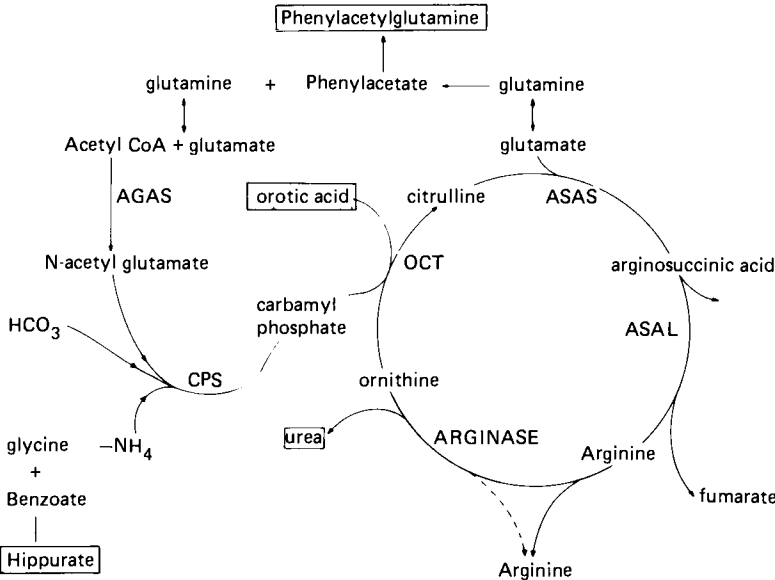 Phenylacetylglutamine
glutamine + Phenylacetate glutamine
Acetyl CoA + glutamate glutamate
AGAS orotic acid citrulline ASAS
N-acetyl glutamate OCT arginosuccinic acid
carbamyl
phosphate
HCO3 ASAL
CPS ornithine
urea ARGINASE
glycine -NH4 Arginine
+
Benzoate fumarate
Hippurate Arginine